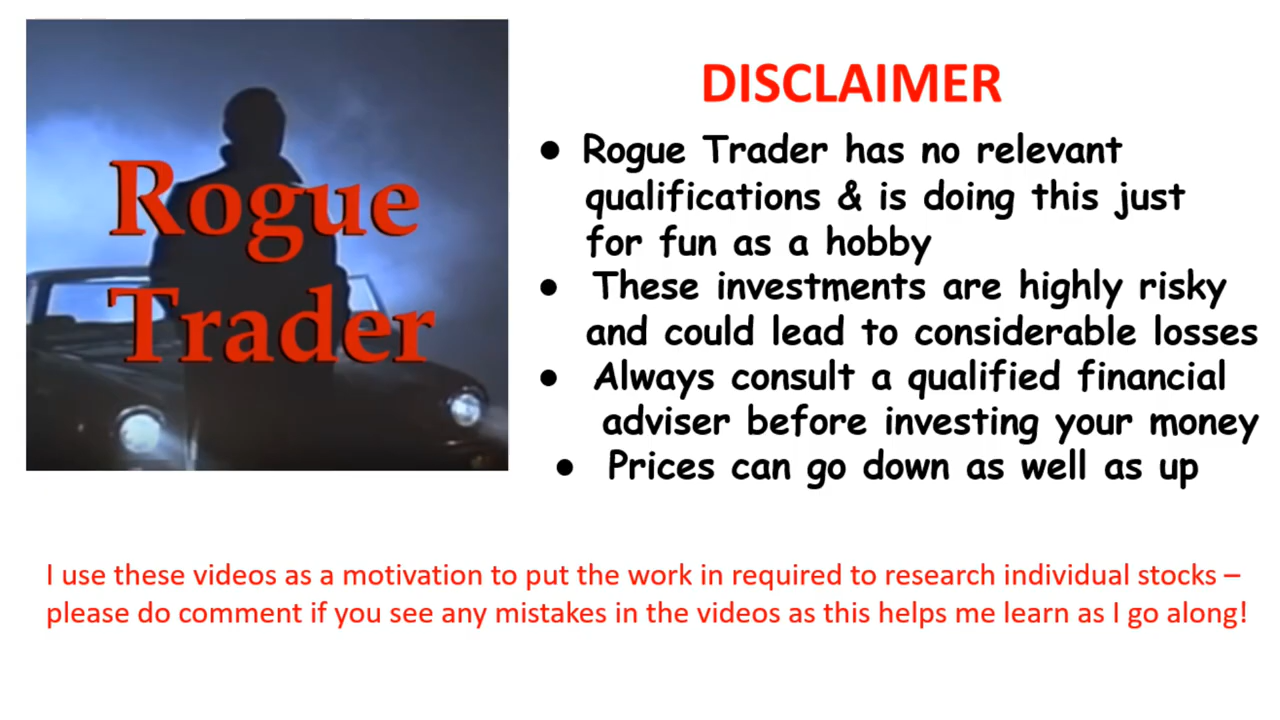 Rogue
Trader
DISCLAIMER
● Rogue Trader has no relevant
qualifications & is doing this just
for fun as a hobby
● These investments are highly risky
and could lead to considerable losses
● Always consult a qualified financial
adviser before investing your money
● Prices can go down as well as up
I use these videos as a motivation to put the work in required to research individual stocks –
please do comment if you see any mistakes in the videos as this helps me learn as I go along!